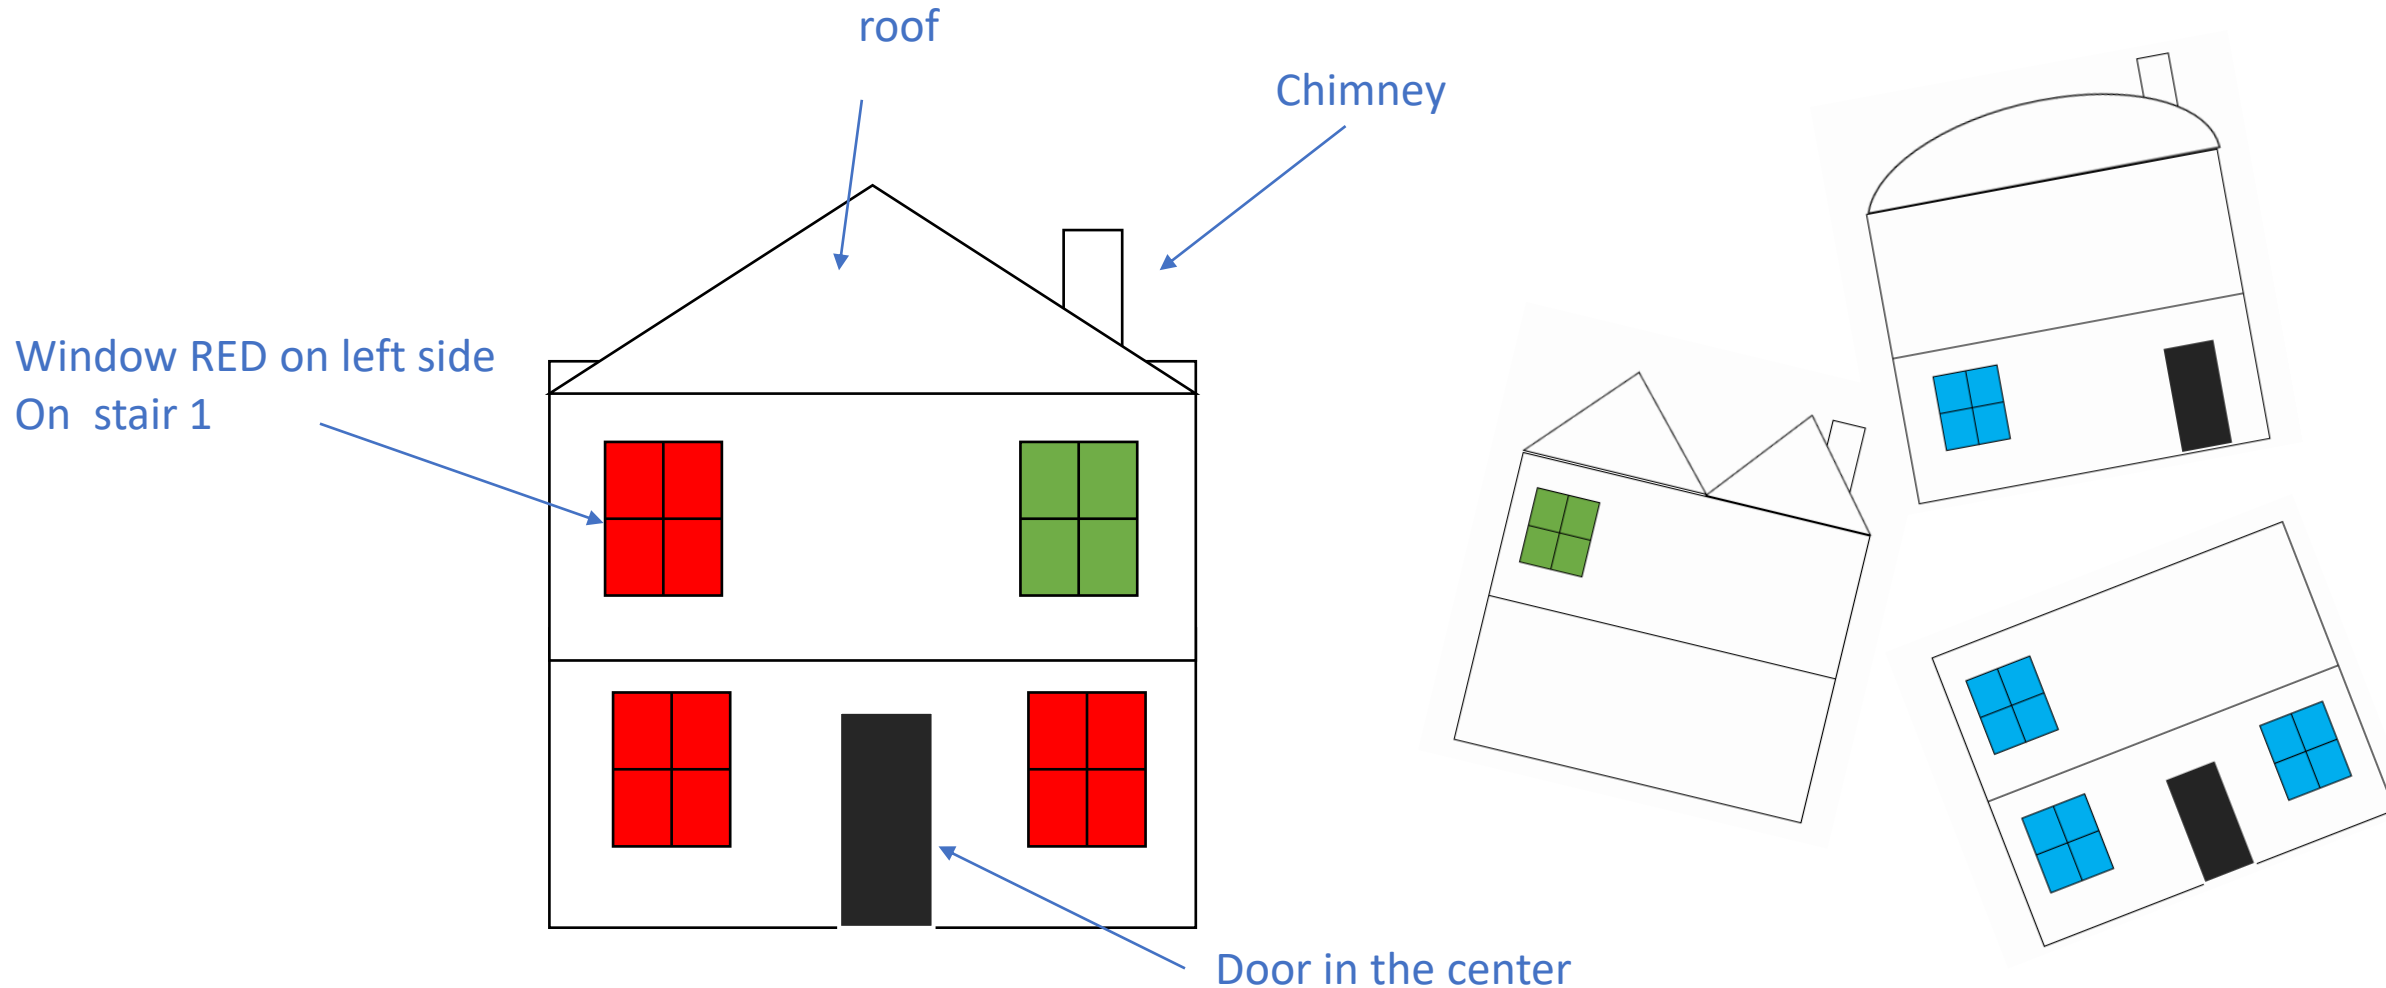 roof
Chimney
Window RED on left side
On  stair 1
Door in the center